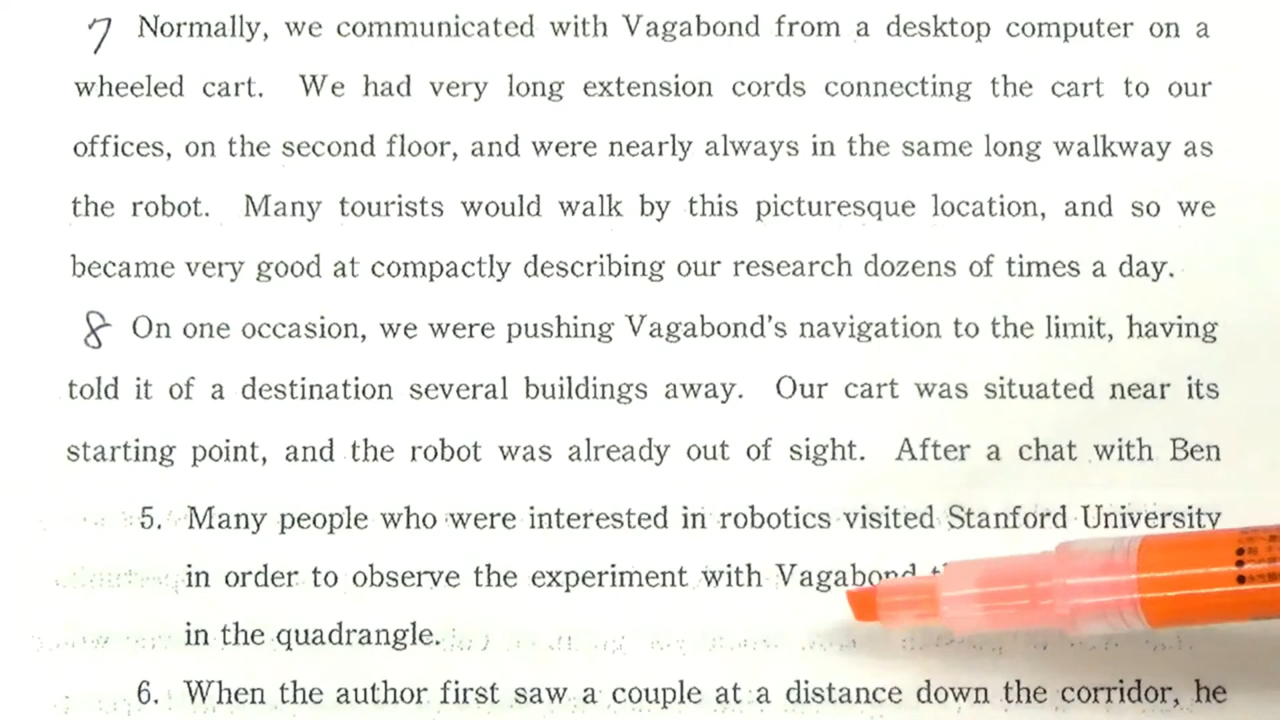 7 Normally, we communicated with Vagabond from a desktop computer on a
wheeled cart. We had very long extension cords connecting the cart to our
offices, on the second floor, and were nearly always in the same long walkway as
the robot. Many tourists would walk by this picturesque location, and so we
became very good at compactly describing our research dozens of times a day.
8 On one occasion, we were pushing Vagabond's navigation to the limit, having
told it of a destination several buildings away. Our cart was situated near its
starting point, and the robot was already out of sight. After a chat with Ben
5. Many people who were interested in robotics visited Stanford University
in order to observe the experiment with Vagabond
in the quadrangle.
6. When the author first saw a couple at a distance down the corridor, he